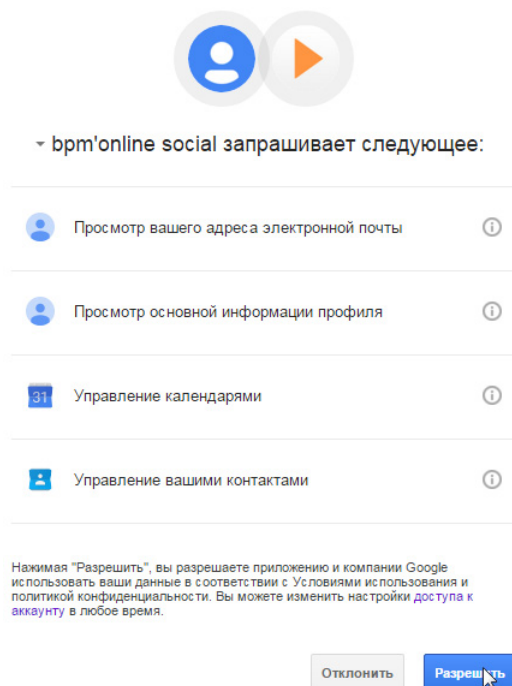 bpm'online social запрашивает следующее:
Просмотр вашего адреса электронной почты
Просмотр основной информации профиля
31
Управление календарями
Управление вашими контактами
Нажимая "Разрешить", вы разрешаете приложению и компании Google
использовать ваши данные в соответствии с Условиями использования и
политикой конфиденциальности. Вы можете изменить настройки доступа к
аккаунту в любое время.
Отклонить
Разрешить